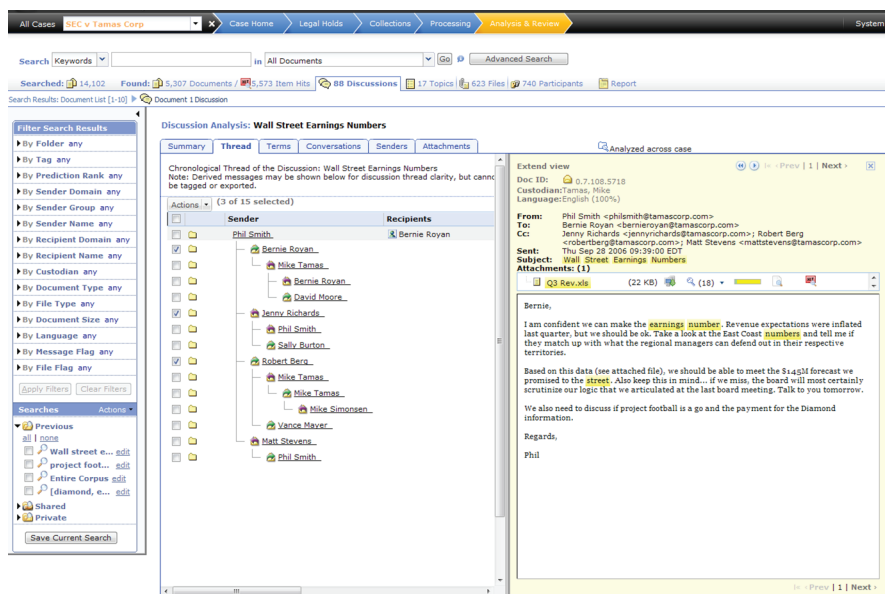 All Cases SEC v Tamas Corp Case Home Legal Holds Collections Processing Analysis & Review System
Search Keywords in All Documents Go Advanced Search
Searched: 14,102 Found: 5,307 Documents / 5,573 Item Hits 88 Discussions 17 Topics 623 Files 740 Participants Report
Search Results: Document List [1-10] Document 1 Discussion
Filter Search Results
By Folder any
By Tag any
By Prediction Rank any
By Sender Domain any
By Sender Group any
By Sender Name any
By Recipient Domain any
By Recipient Name any
By Custodian any
By Document Type any
By Document Size any
By File Type any
By Language any
By Message Flag any
By File Flag any
Apply Filters Clear Filters
Searches Actions
Previous
all | none
Wall street e... edit
project foot... edit
Entire Corpus edit
[diamond, e... edit
Shared
Private
Save Current Search
Discussion Analysis: Wall Street Earnings Numbers
Summary Thread Terms Conversations Senders Attachments
Analyzed across case
Chronological Thread of the Discussion: Wall Street Earnings Numbers
Note: Derived messages may be shown below for discussion thread clarity, but canno
be tagged or exported.
Actions (3 of 15 selected)
Sender Recipients
Phil Smith Bernie Royan
Bernie Royan
Mike Tamas
Bernie Royan
David Moore
Jenny Richards
Phil Smith
Sally Burton
Robert Berg
Mike Tamas
Mike Tamas
Mike Simonsen
Vance Mayer
Matt Stevens
Phil Smith
Extend view ‹Prev | 1 | Next›
Doc ID: 0.7.108.5718
Custodian:Tamas, Mike
Language:English (100%)
From: Phil Smith <philsmith@tamascorp.com>
To: Bernie Royan <bernieroyan@tamascorp.com>
Cc: Jenny Richards <jennyrichards@tamascorp.com>; Robert Berg
<robertberg@tamascorp.com>; Matt Stevens <mattstevens@tamascorp.com>
Sent: Thu Sep 28 2006 09:39:00 EDT
Subject: Wall Street Earnings Numbers
Attachments: (1)
Q3 Rev.xls (22 KB) (18)
Bernie,
I am confident we can make the earnings number. Revenue expectations were inflated
last quarter, but we should be ok. Take a look at the East Coast numbers and tell me if
they match up with what the regional managers can defend out in their respective
territories.
Based on this data (see attached file), we should be able to meet the $145M forecast we
promised to the street. Also keep this in mind... if we miss, the board will most certainly
scrutinize our logic that we articulated at the last board meeting. Talk to you tomorrow.
We also need to discuss if project football is a go and the payment for the Diamond
information.
Regards,
Phil
‹Prev | 1 | Next›